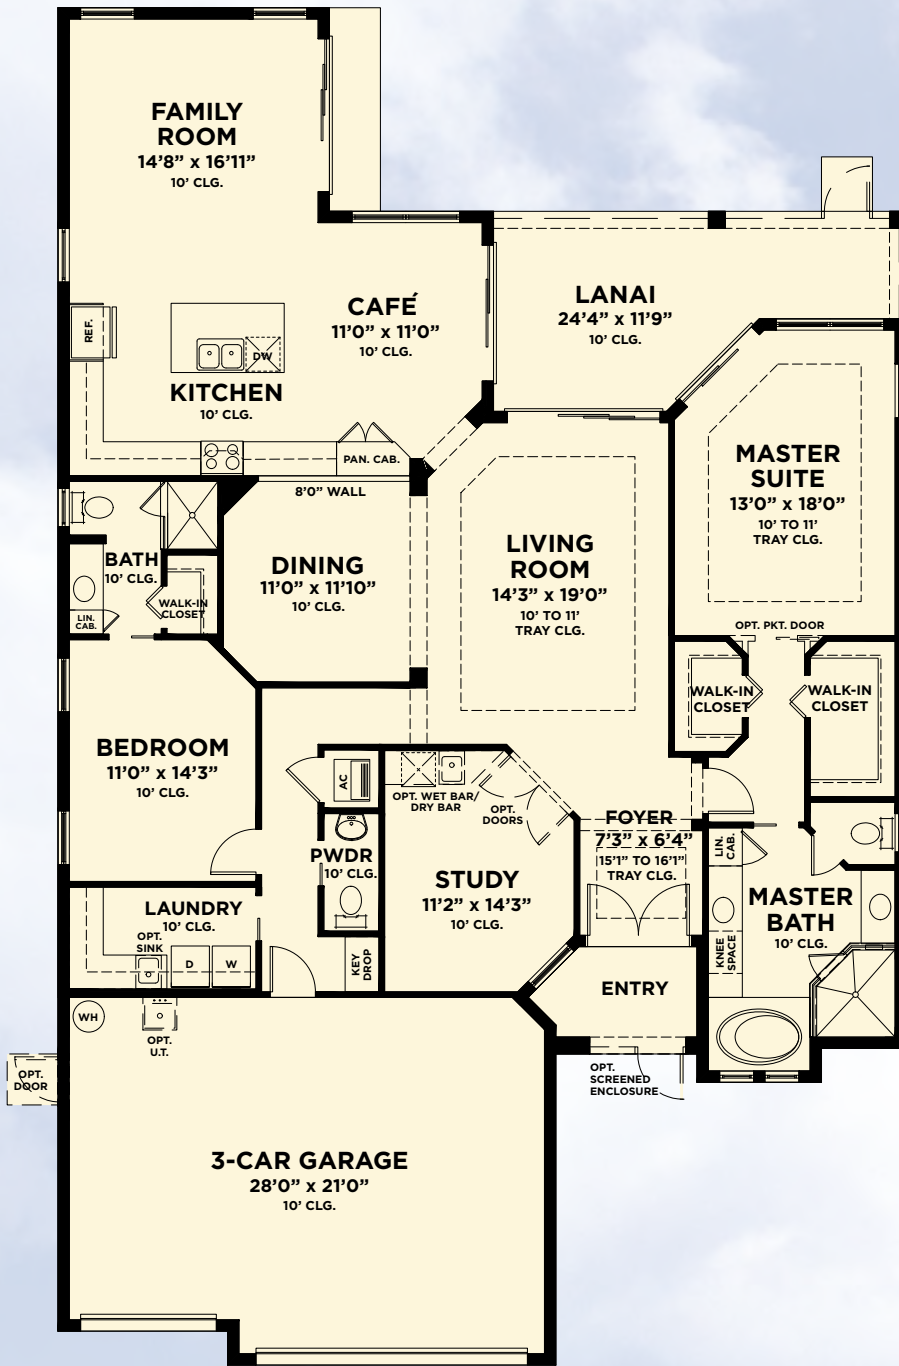 FAMILY
ROOM
14'8" x 16'11"
10' CLG.
LANAI
24'4" x 11'9"
10' CLG.
CAFÉ
11'0" x 11'0"
10' CLG.
REF.
DW
KITCHEN
10' CLG.
PAN. CAB.
8'0" WALL
MASTER
SUITE
13'0" x 18'0"
10' TO 11'
TRAY CLG.
OPT. PKT. DOOR
LIVING
ROOM
14'3" x 19'0"
10' TO 11'
TRAY CLG.
DINING
11'0" x 11'10"
10' CLG.
BATH
10' CLG.
WALK-IN
CLOSET
LIN.
CAB.
WALK-IN
CLOSET
WALK-IN
CLOSET
BEDROOM
11'0" x 14'3"
10' CLG.
AC
OPT. WET BAR/
DRY BAR
OPT.
DOORS
FOYER
7'3" x 6'4"
15'1" TO 16'1"
TRAY CLG.
PWDR
10' CLG.
STUDY
11'2" x 14'3"
10' CLG.
LIN.
CAB.
MASTER
BATH
10' CLG.
KNEE
SPACE
LAUNDRY
10' CLG.
OPT.
SINK
D
W
KEY
DROP
ENTRY
WH
OPT.
U.T.
OPT.
DOOR
OPT.
SCREENED
ENCLOSURE
3-CAR GARAGE
28'0" x 21'0"
10' CLG.